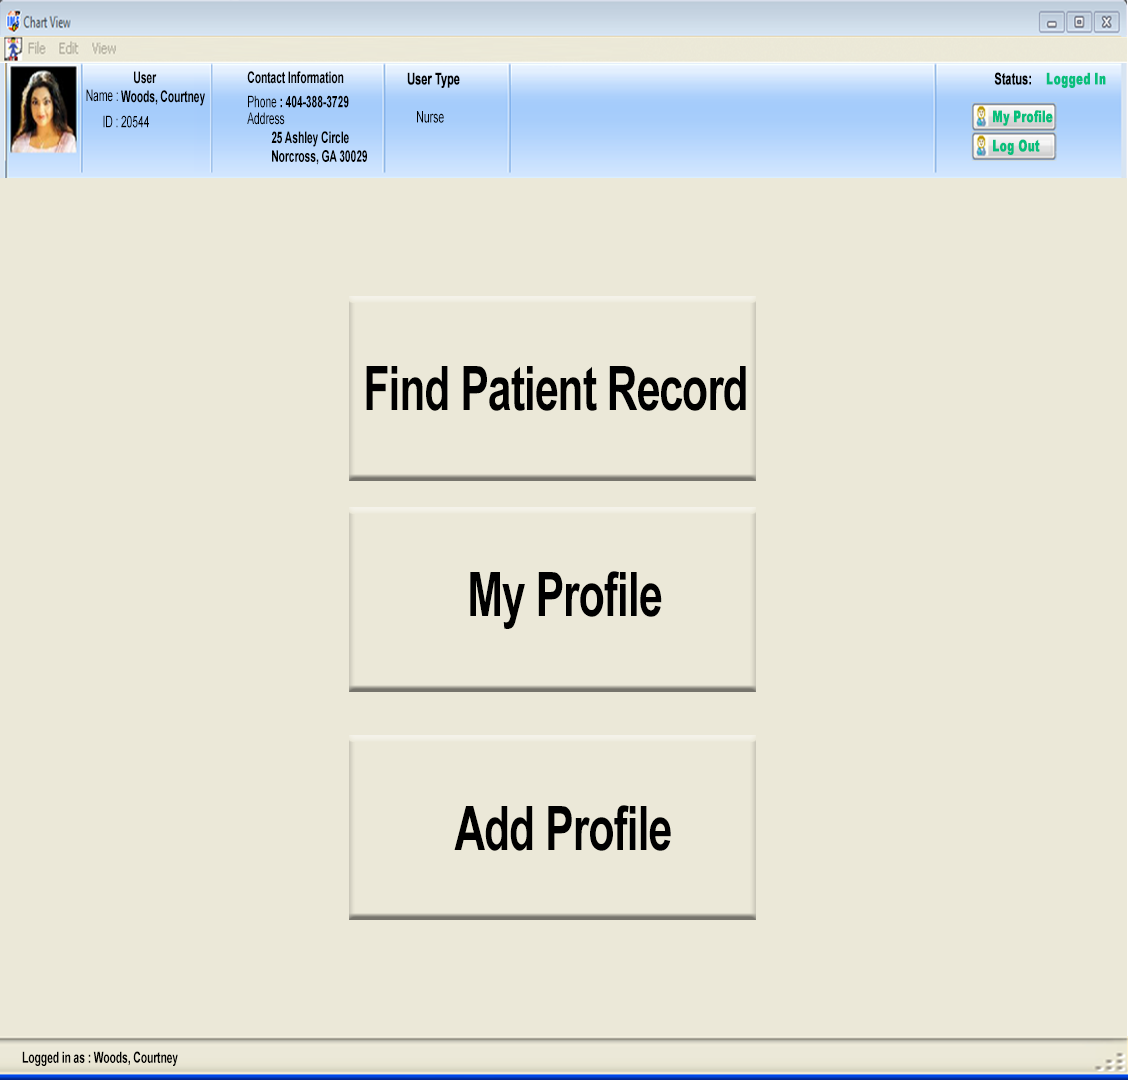 Chart View
File Edit View
User
Name : Woods, Courtney
ID : 20544
Contact Information
Phone : 404-388-3729
Address
25 Ashley Circle
Norcross, GA 30029
User Type
Nurse
Status: Logged In
My Profile
Log Out
Find Patient Record
My Profile
Add Profile
Logged in as : Woods, Courtney